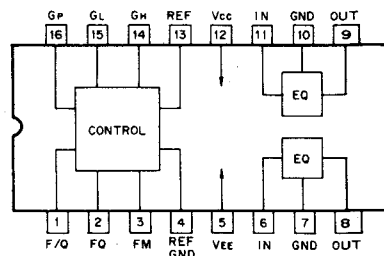 GP GL GH REF VCC IN GND OUT
16 15 14 13 12 11 10 9
EQ
CONTROL
EQ
1 2 3 4 5 6 7 8
F/Q FQ FM REF GND VEE IN GND OUT